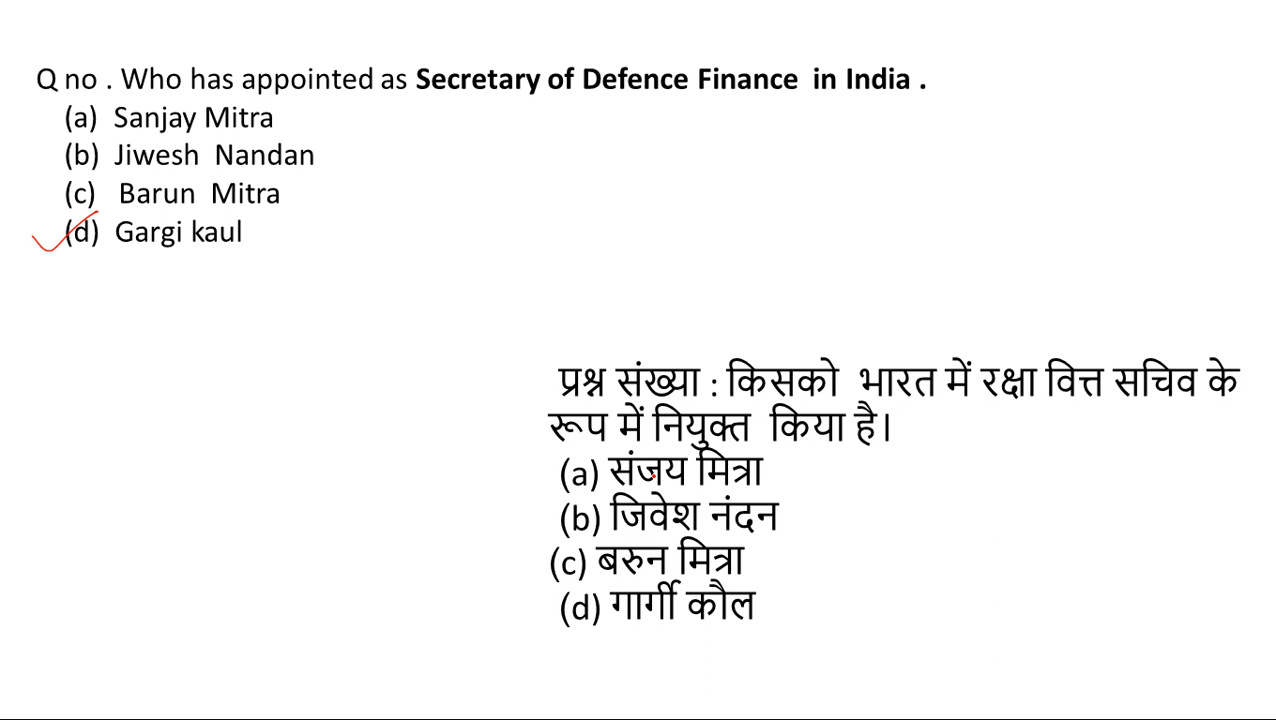 Q no . Who has appointed as Secretary of Defence Finance in India .
(a) Sanjay Mitra
(b) Jiwesh Nandan
(c) Barun Mitra
(d) Gargi kaul
प्रश्न संख्या : किसको भारत में रक्षा वित्त सचिव के
रूप में नियुक्त किया है।
(a) संजय मित्रा
(b) जिवेश नंदन
(c) बरुन मित्रा
(d) गार्गी कौल